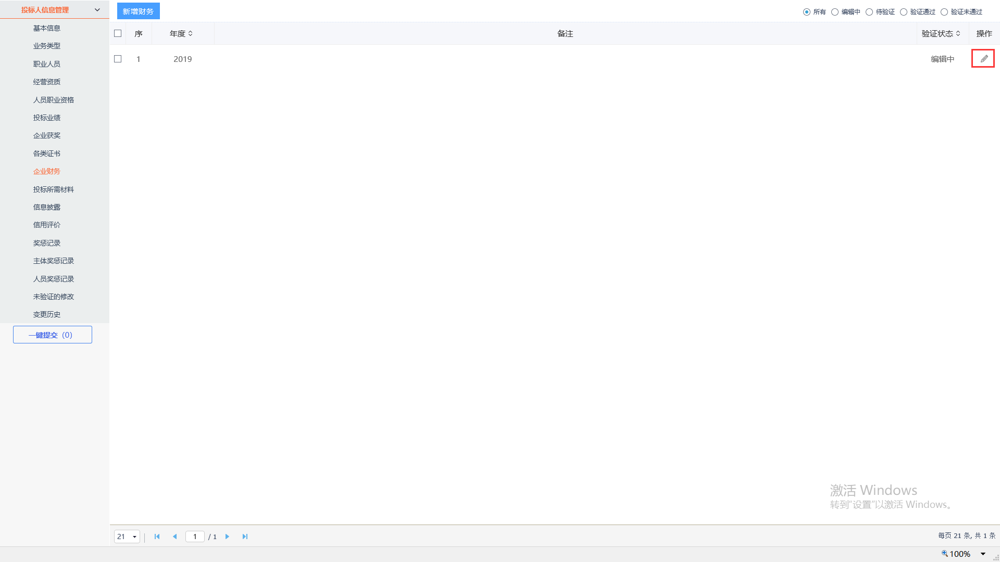 投标人信息管理
基本信息
业务类型
职业人员
经营资质
人员职业资格
投标业绩
企业获奖
各类证书
企业财务
投标所需材料
信息披露
信用评价
奖惩记录
主体奖惩记录
人员奖惩记录
未验证的修改
变更历史
一键提交（0）
新增财务
所有 编辑中 待验证 验证通过 验证未通过
序 年度 备注 验证状态 操作
1 2019 编辑中
激活 Windows
转到“设置”以激活 Windows。
21 1 / 1 每页 21 条, 共 1 条
100%